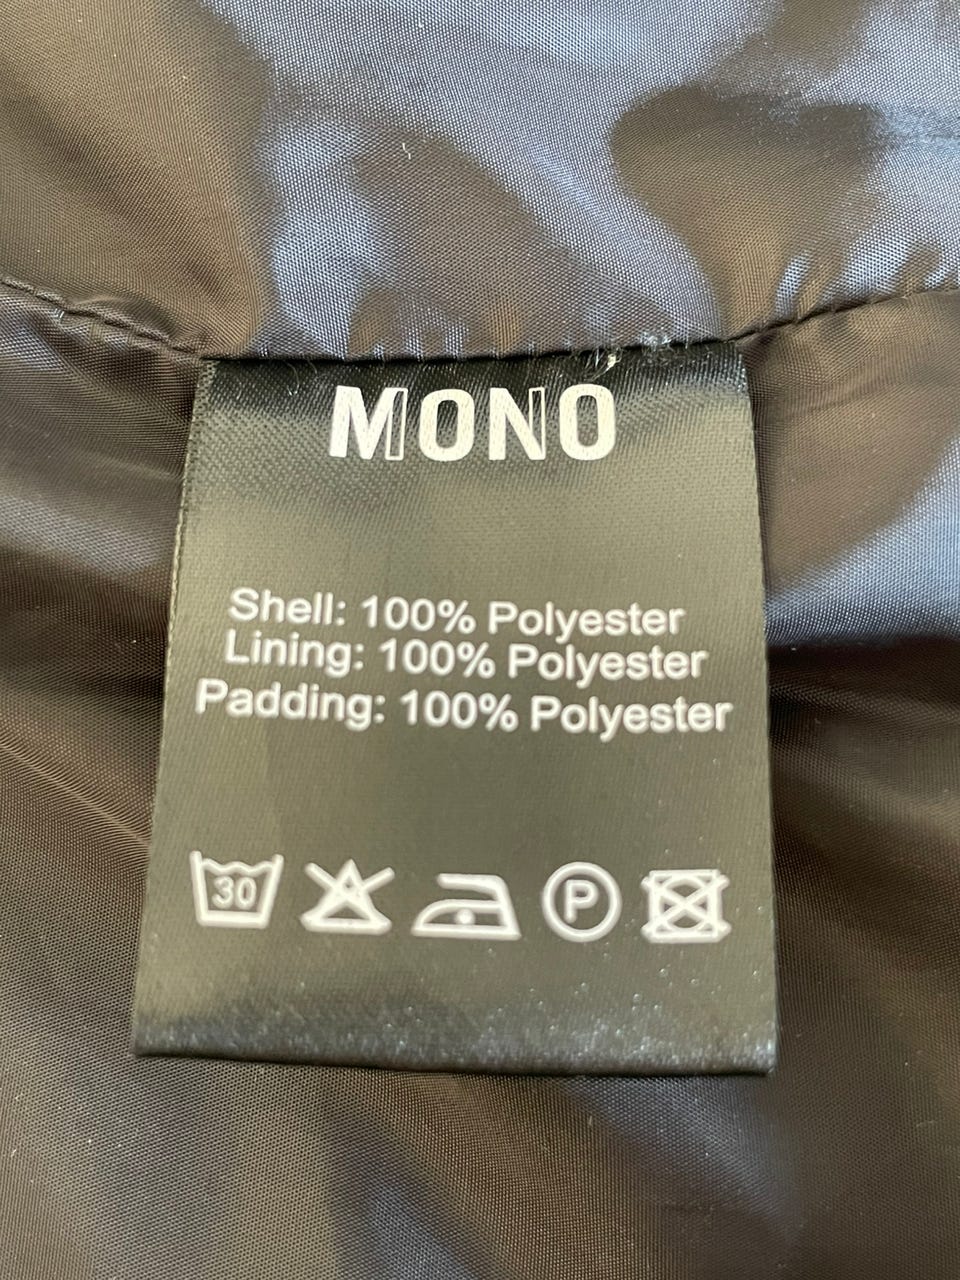 MONO
Shell: 100% Polyester
Lining: 100% Polyester
Padding: 100% Polyester
30 P